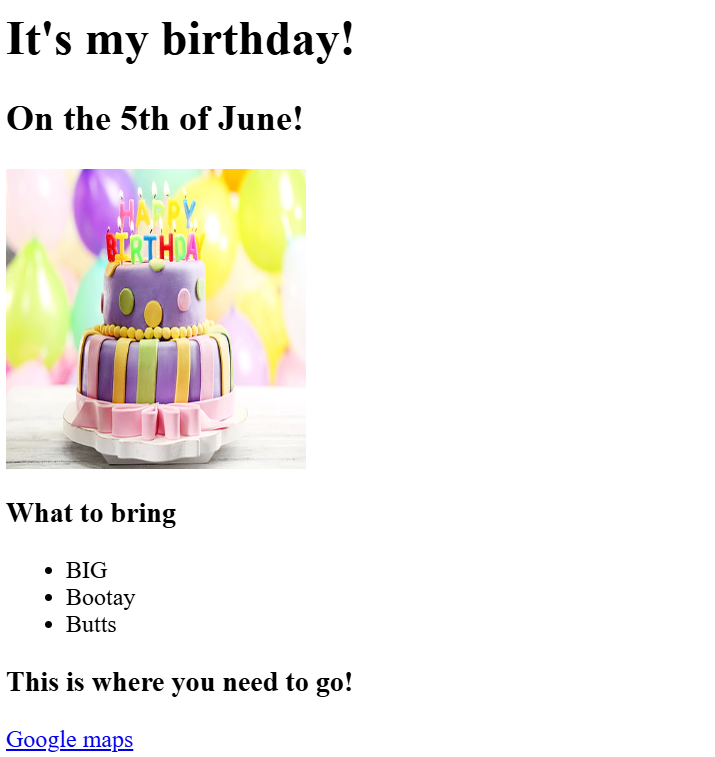 It's my birthday!
On the 5th of June!
HAPPY
BIRTHDAY
What to bring
BIG
Bootay
Butts
This is where you need to go!
Google maps